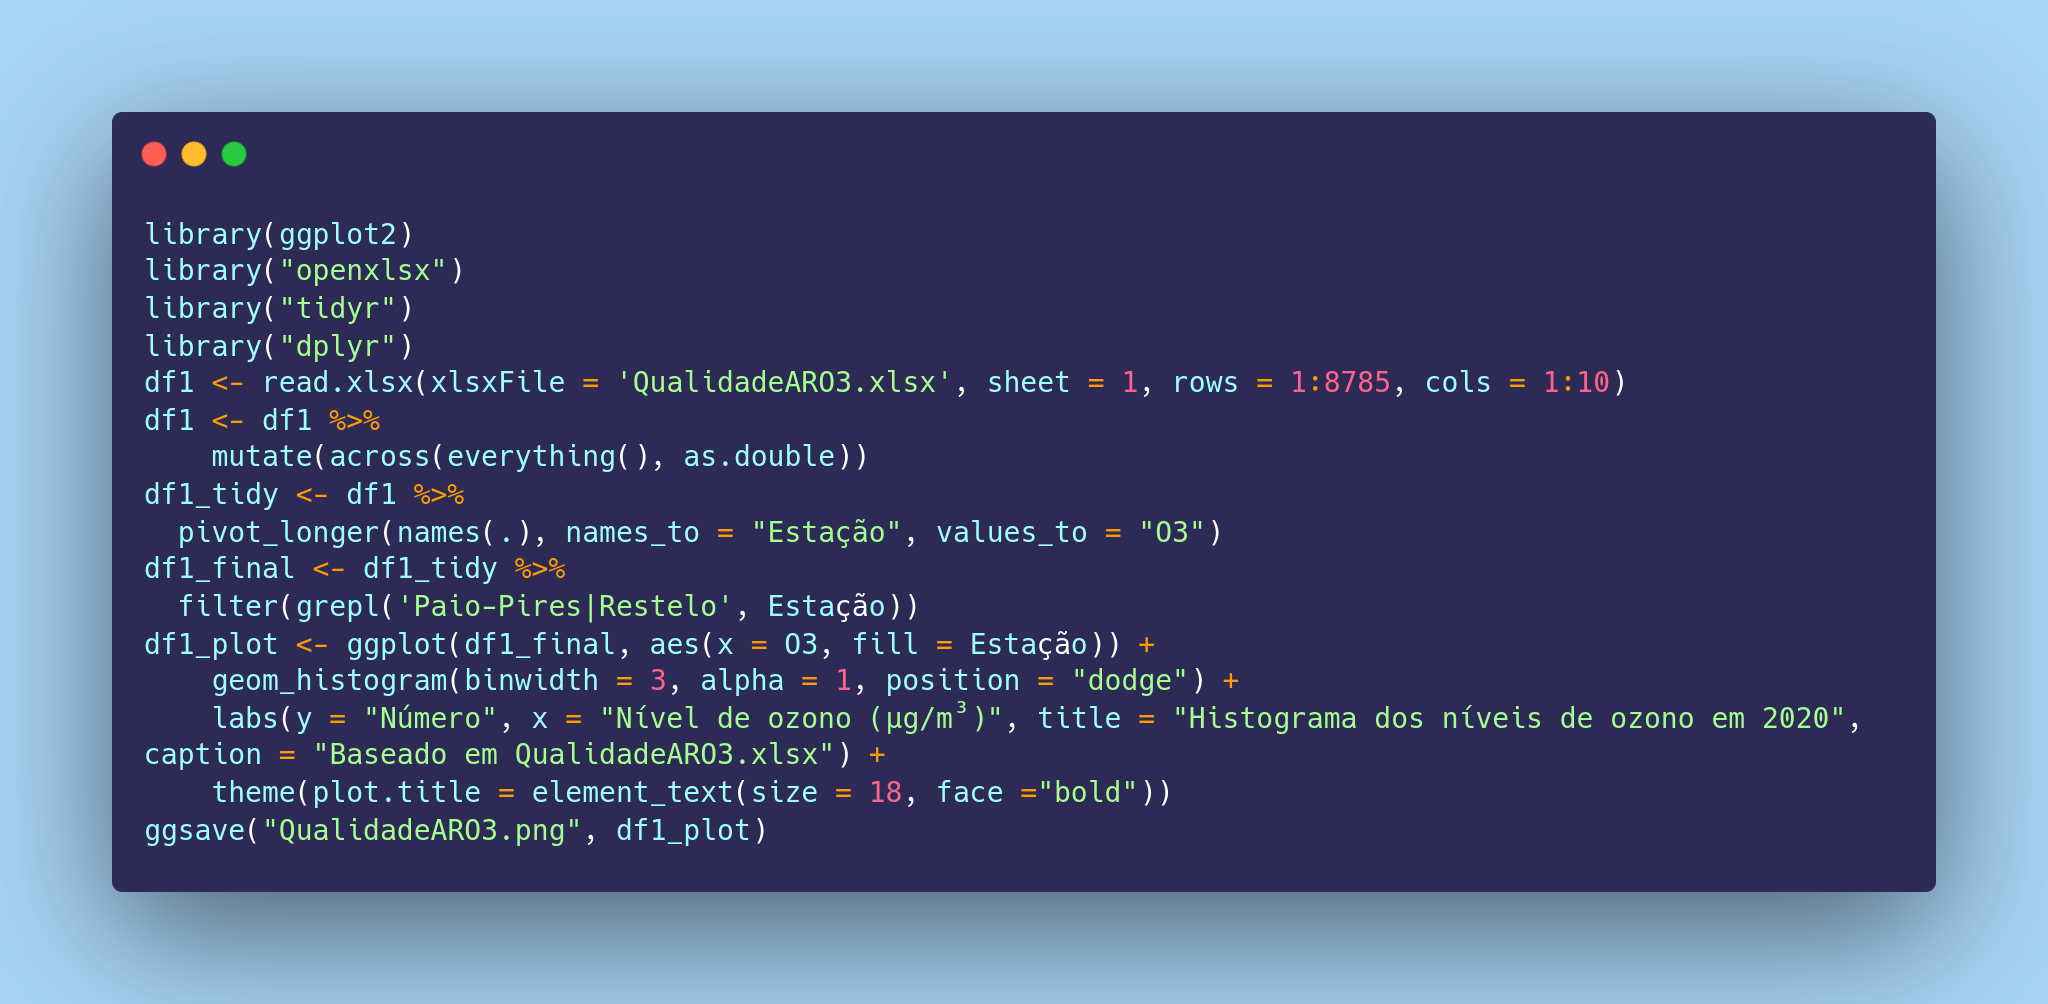 library(ggplot2)
library("openxlsx")
library("tidyr")
library("dplyr")
df1 <- read.xlsx(xlsxFile = 'QualidadeARO3.xlsx', sheet = 1, rows = 1:8785, cols = 1:10)
df1 <- df1 %>%
    mutate(across(everything(), as.double))
df1_tidy <- df1 %>%
  pivot_longer(names(.), names_to = "Estação", values_to = "O3")
df1_final <- df1_tidy %>%
  filter(grepl('Paio-Pires|Restelo', Estação))
df1_plot <- ggplot(df1_final, aes(x = O3, fill = Estação)) +
    geom_histogram(binwidth = 3, alpha = 1, position = "dodge") +
    labs(y = "Número", x = "Nível de ozono (µg/m³)", title = "Histograma dos níveis de ozono em 2020",
caption = "Baseado em QualidadeARO3.xlsx") +
    theme(plot.title = element_text(size = 18, face ="bold"))
ggsave("QualidadeARO3.png", df1_plot)